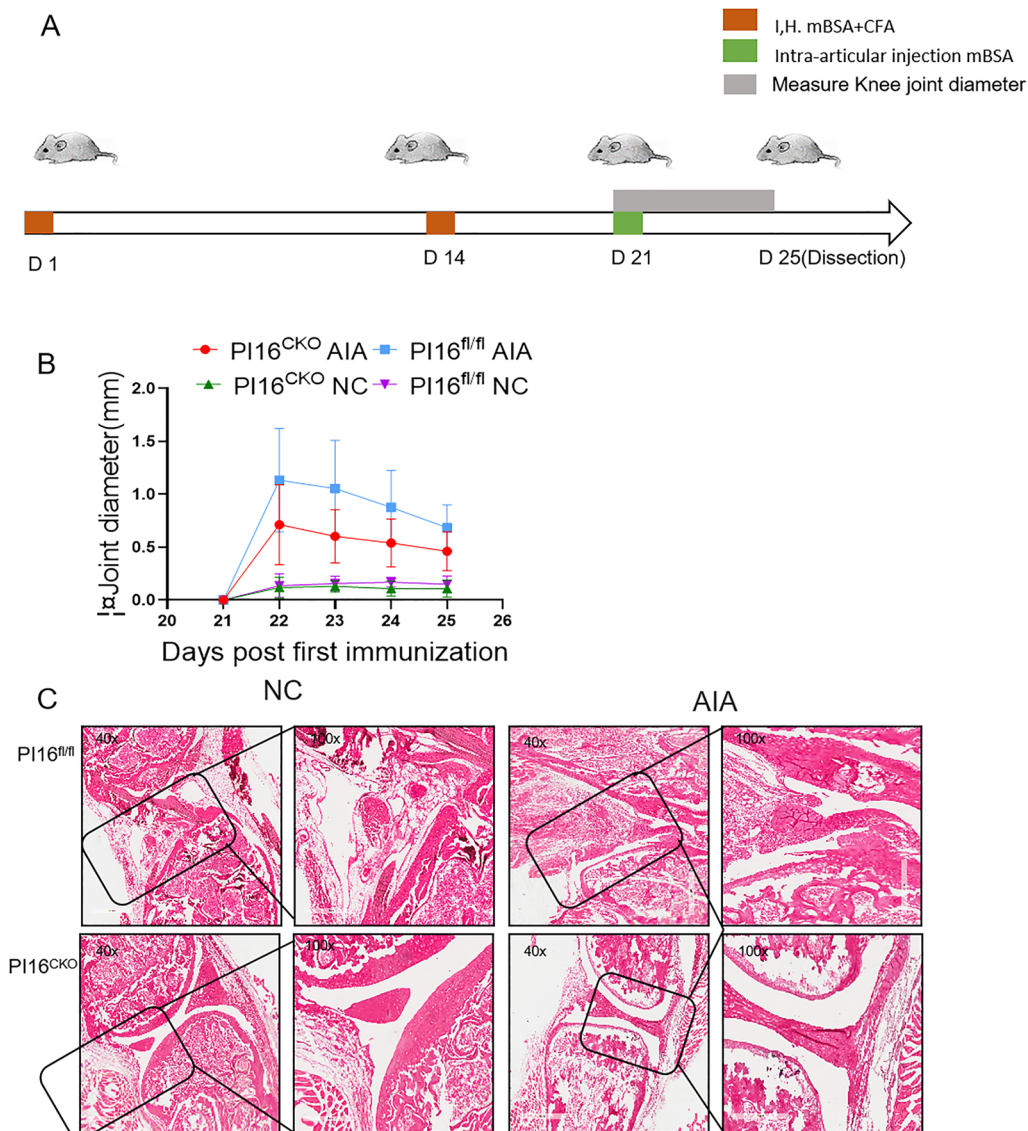 A
I,H. mBSA+CFA
Intra-articular injection mBSA
Measure Knee joint diameter
D 1
D 14
D 21
D 25(Dissection)
B
PI16CKO AIA
PI16fl/fl AIA
PI16CKO NC
PI16fl/fl NC
¦¤Joint diameter(mm)
2.0
1.5
1.0
0.5
0.0
20 21 22 23 24 25 26
Days post first immunization
C
NC
AIA
PI16fl/fl
40x
100x
40x
100x
PI16CKO
40x
100x
40x
100x